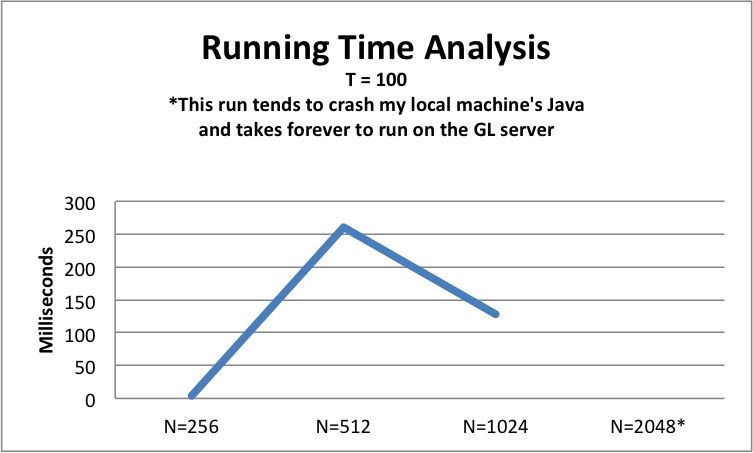 Running Time Analysis
T = 100
*This run tends to crash my local machine's Java
and takes forever to run on the GL server
300
250
200
150
100
50
0
Milliseconds
N=256 N=512 N=1024 N=2048*